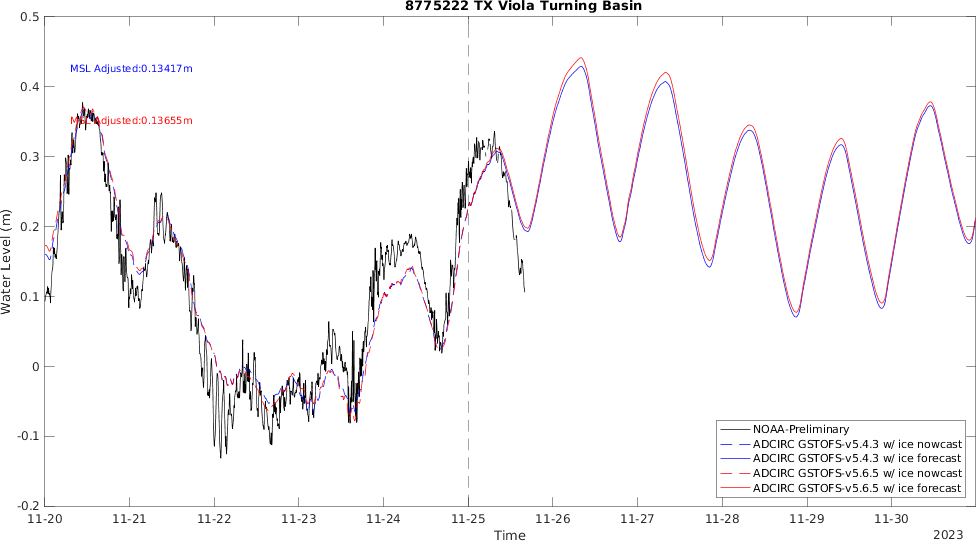 8775222 TX Viola Turning Basin
0.5
0.4
0.3
0.2
0.1
0
-0.1
-0.2
Water Level (m)
MSL Adjusted:0.13417m
MSL Adjusted:0.13655m
NOAA-Preliminary
ADCIRC GSTOFS-v5.4.3 w/ ice nowcast
ADCIRC GSTOFS-v5.4.3 w/ ice forecast
ADCIRC GSTOFS-v5.6.5 w/ ice nowcast
ADCIRC GSTOFS-v5.6.5 w/ ice forecast
11-20 11-21 11-22 11-23 11-24 11-25 11-26 11-27 11-28 11-29 11-30
Time
2023